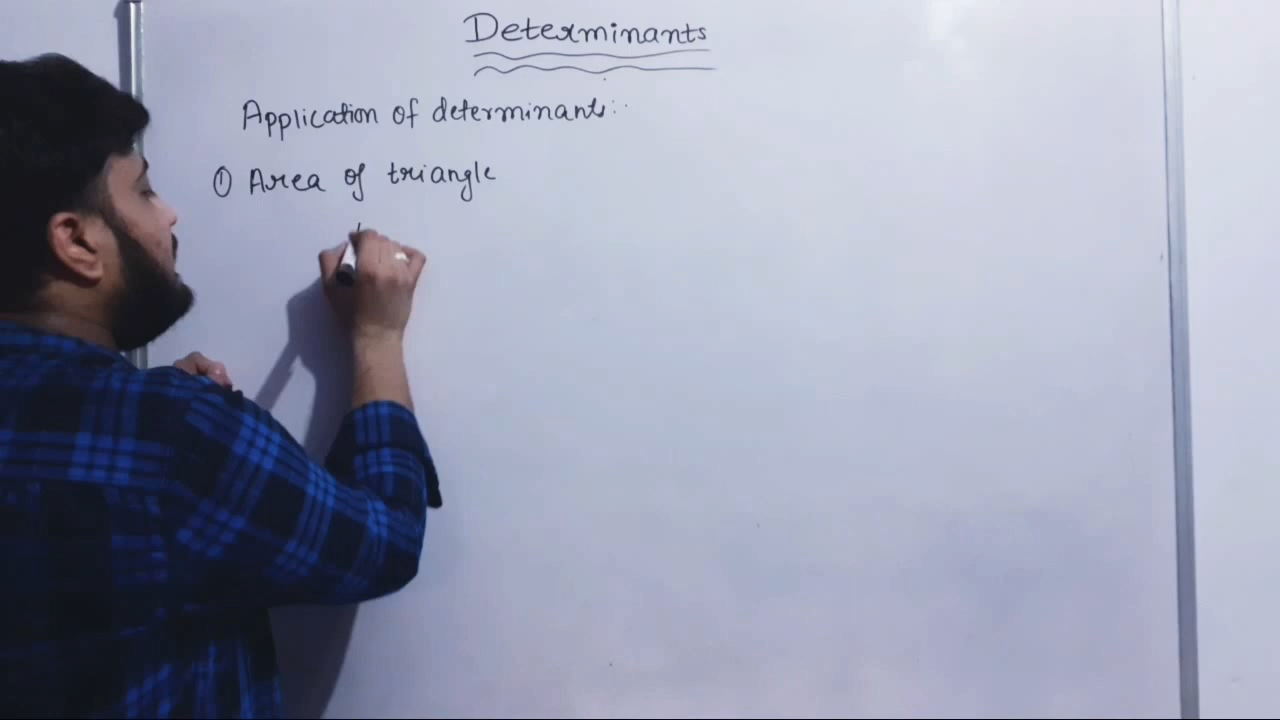 Determinants
Application of determinants:-
① Area of triangle